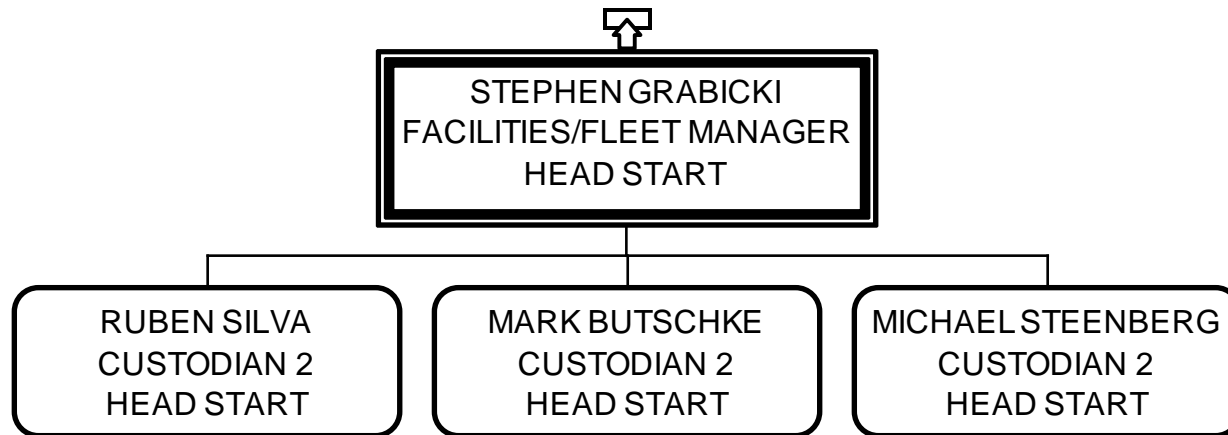 STEPHEN GRABICKI
FACILITIES/FLEET MANAGER
HEAD START
RUBEN SILVA
CUSTODIAN 2
HEAD START
MARK BUTSCHKE
CUSTODIAN 2
HEAD START
MICHAEL STEENBERG
CUSTODIAN 2
HEAD START